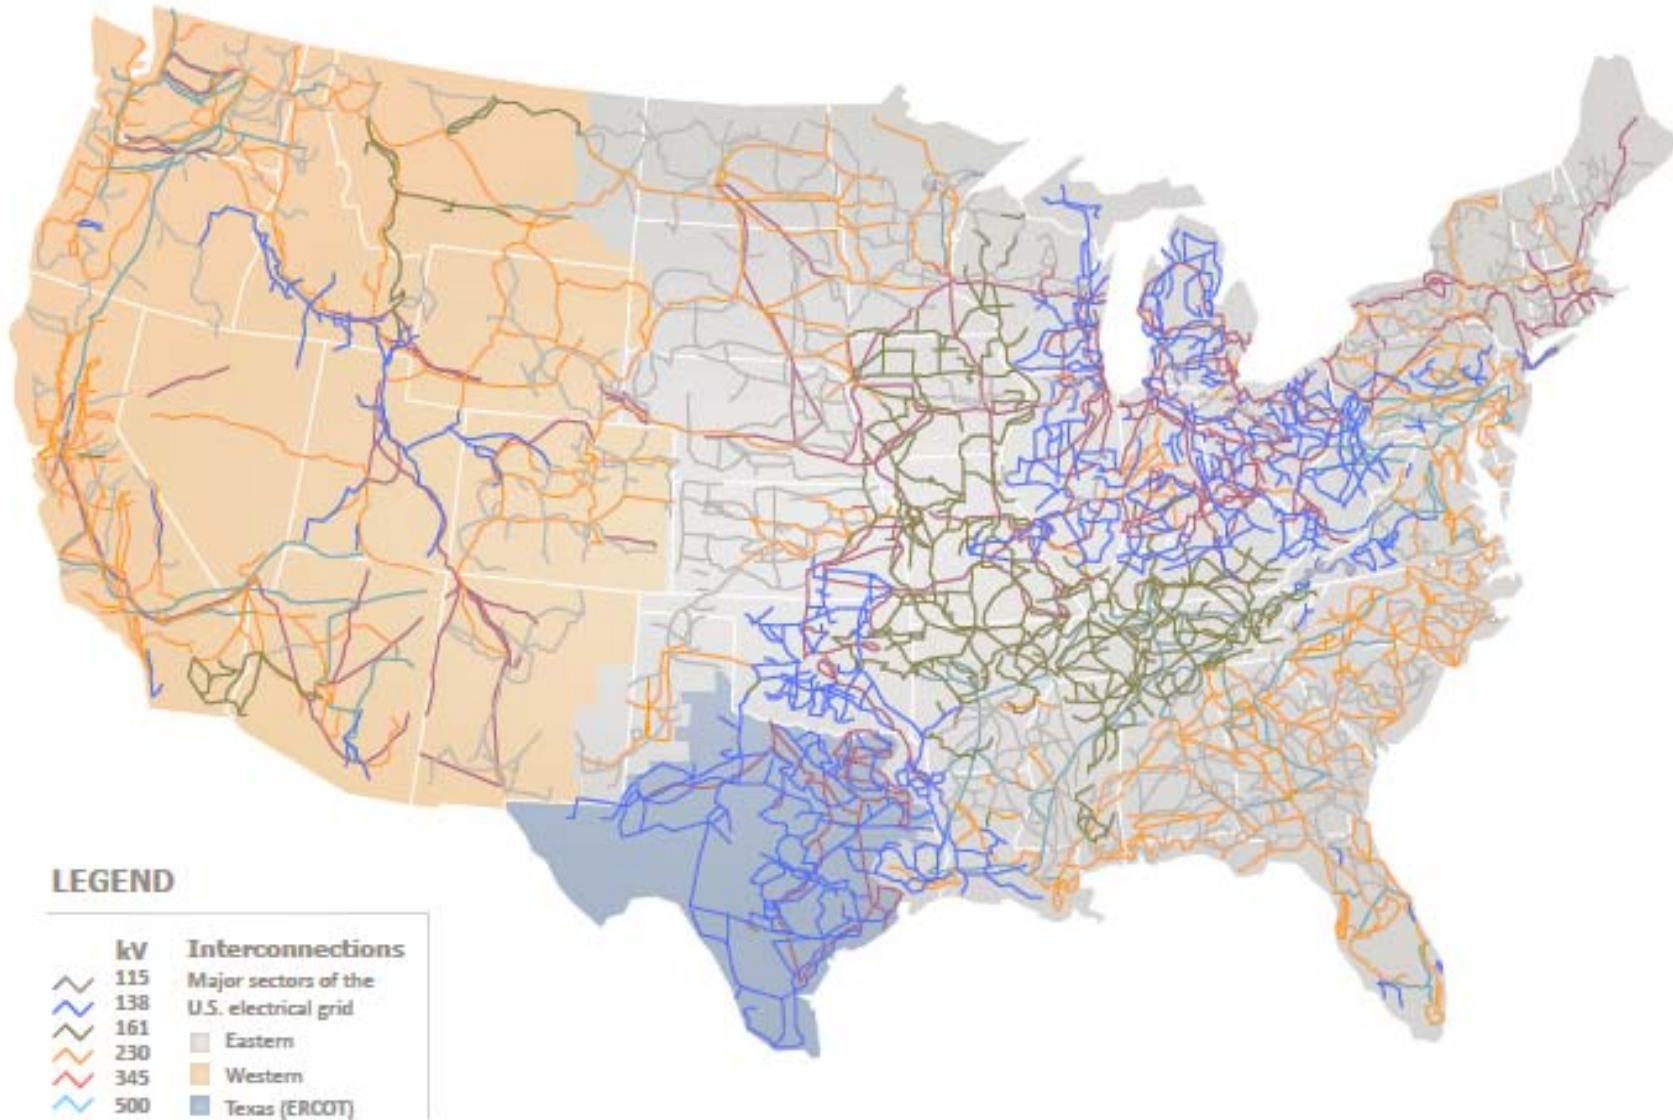 LEGEND
kV
115
138
161
230
345
500
Interconnections
Major sectors of the
U.S. electrical grid
Eastern
Western
Texas (ERCOT)